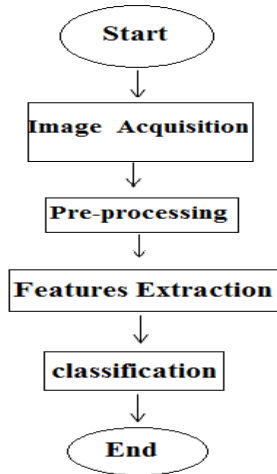 Start
Image Acquisition
Pre-processing
Features Extraction
classification
End